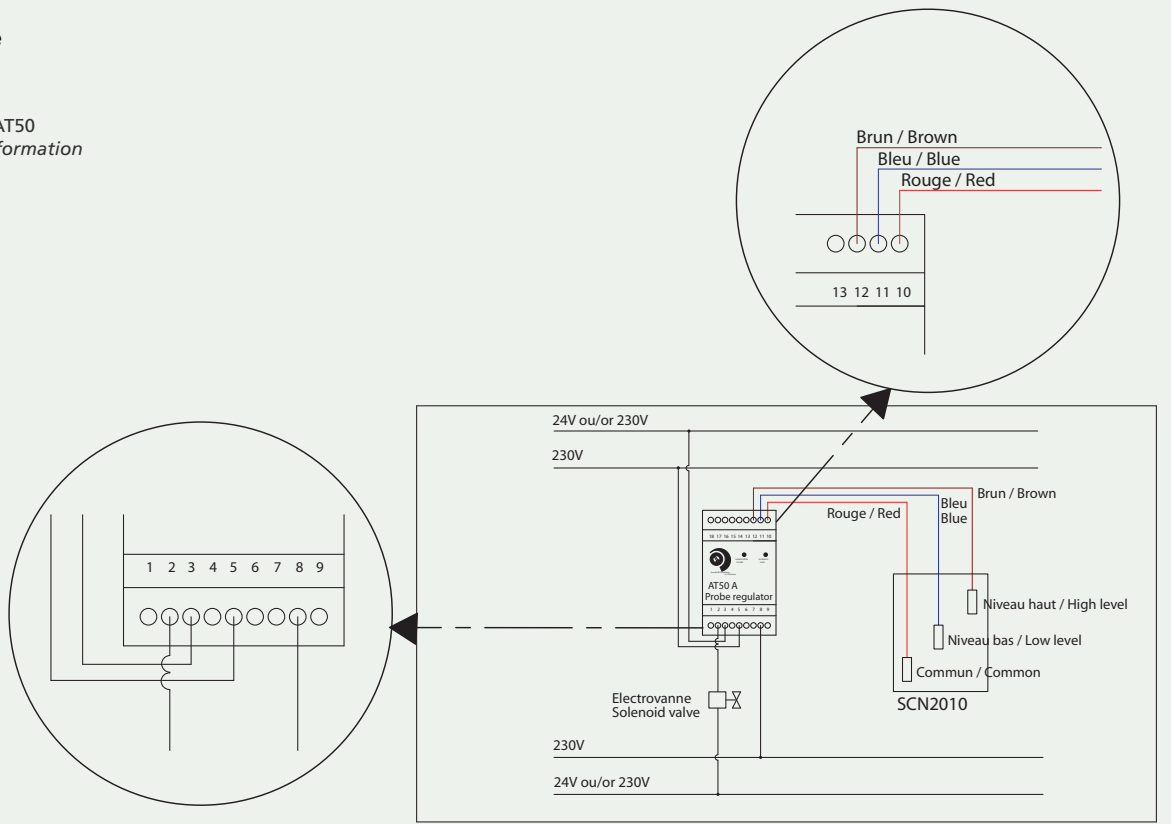 AT50
formation
Brun / Brown
Bleu / Blue
Rouge / Red
13 12 11 10
24V ou/or 230V
230V
Brun / Brown
Bleu
Blue
Rouge / Red
18 17 16 15 14 13 12 11 10
AT50 A
Probe regulator
1 2 3 4 5 6 7 8 9
1 2 3 4 5 6 7 8 9
Niveau haut / High level
Niveau bas / Low level
Commun / Common
SCN2010
Electrovanne
Solenoid valve
230V
24V ou/or 230V